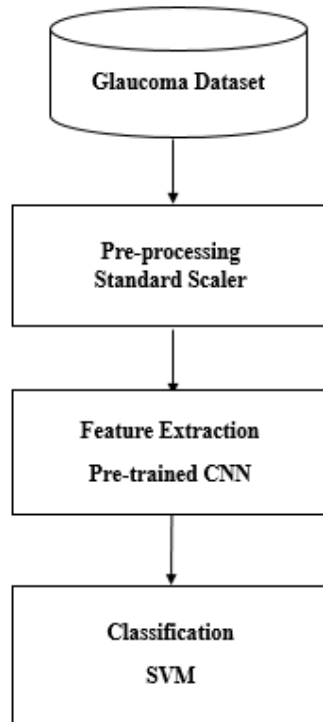 Glaucoma Dataset
Pre-processing
Standard Scaler
Feature Extraction
Pre-trained CNN
Classification
SVM